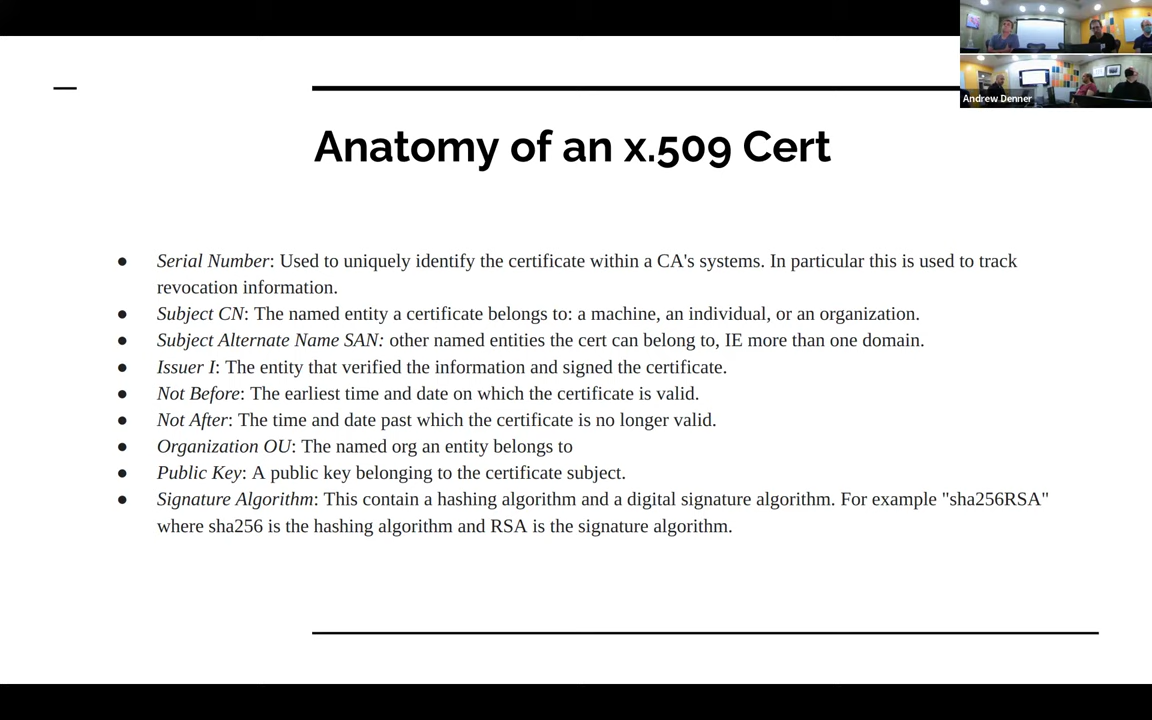 Andrew Denner
Anatomy of an x.509 Cert
● Serial Number: Used to uniquely identify the certificate within a CA's systems. In particular this is used to track
revocation information.
● Subject CN: The named entity a certificate belongs to: a machine, an individual, or an organization.
● Subject Alternate Name SAN: other named entities the cert can belong to, IE more than one domain.
● Issuer I: The entity that verified the information and signed the certificate.
● Not Before: The earliest time and date on which the certificate is valid.
● Not After: The time and date past which the certificate is no longer valid.
● Organization OU: The named org an entity belongs to
● Public Key: A public key belonging to the certificate subject.
● Signature Algorithm: This contain a hashing algorithm and a digital signature algorithm. For example "sha256RSA"
where sha256 is the hashing algorithm and RSA is the signature algorithm.